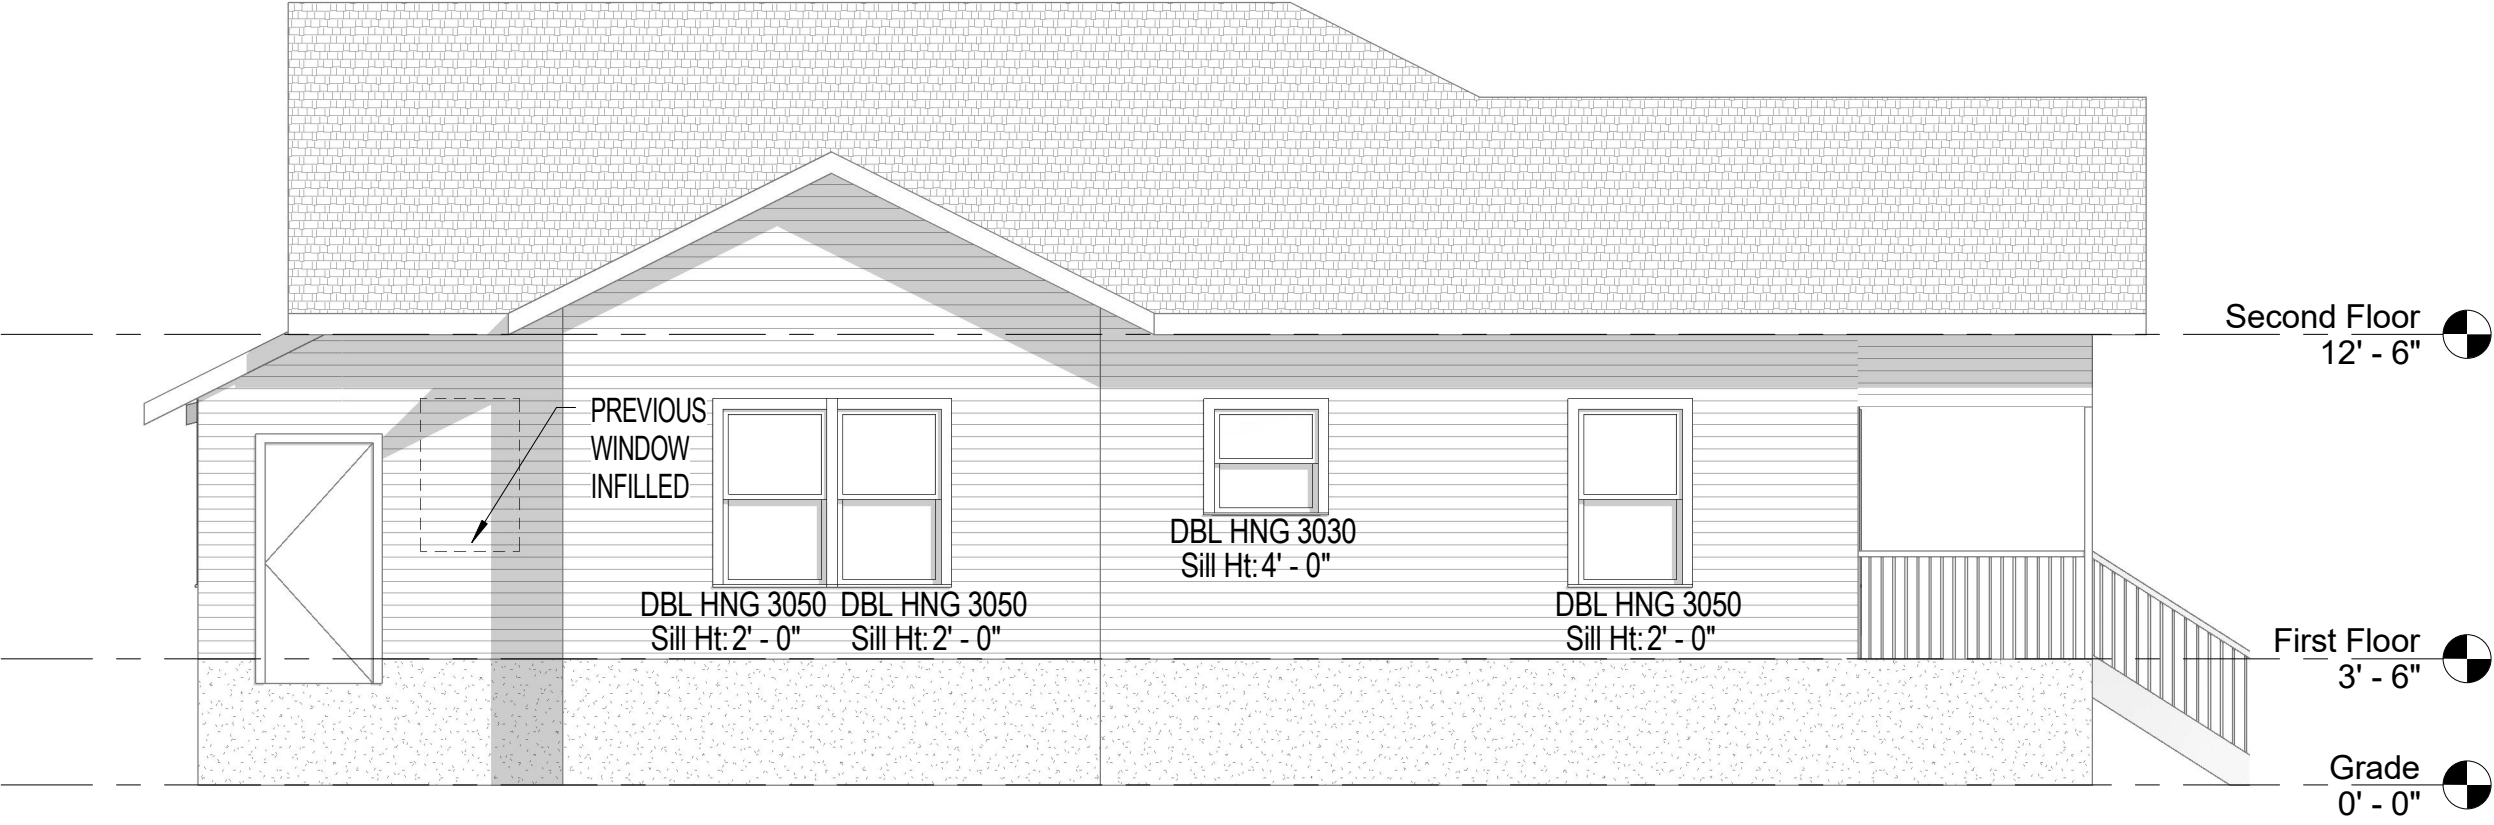 Second Floor
12' - 6"
PREVIOUS
WINDOW
INFILLED
DBL HNG 3030
Sill Ht: 4' - 0"
DBL HNG 3050 DBL HNG 3050
Sill Ht: 2' - 0" Sill Ht: 2' - 0"
DBL HNG 3050
Sill Ht: 2' - 0"
First Floor
3' - 6"
Grade
0' - 0"